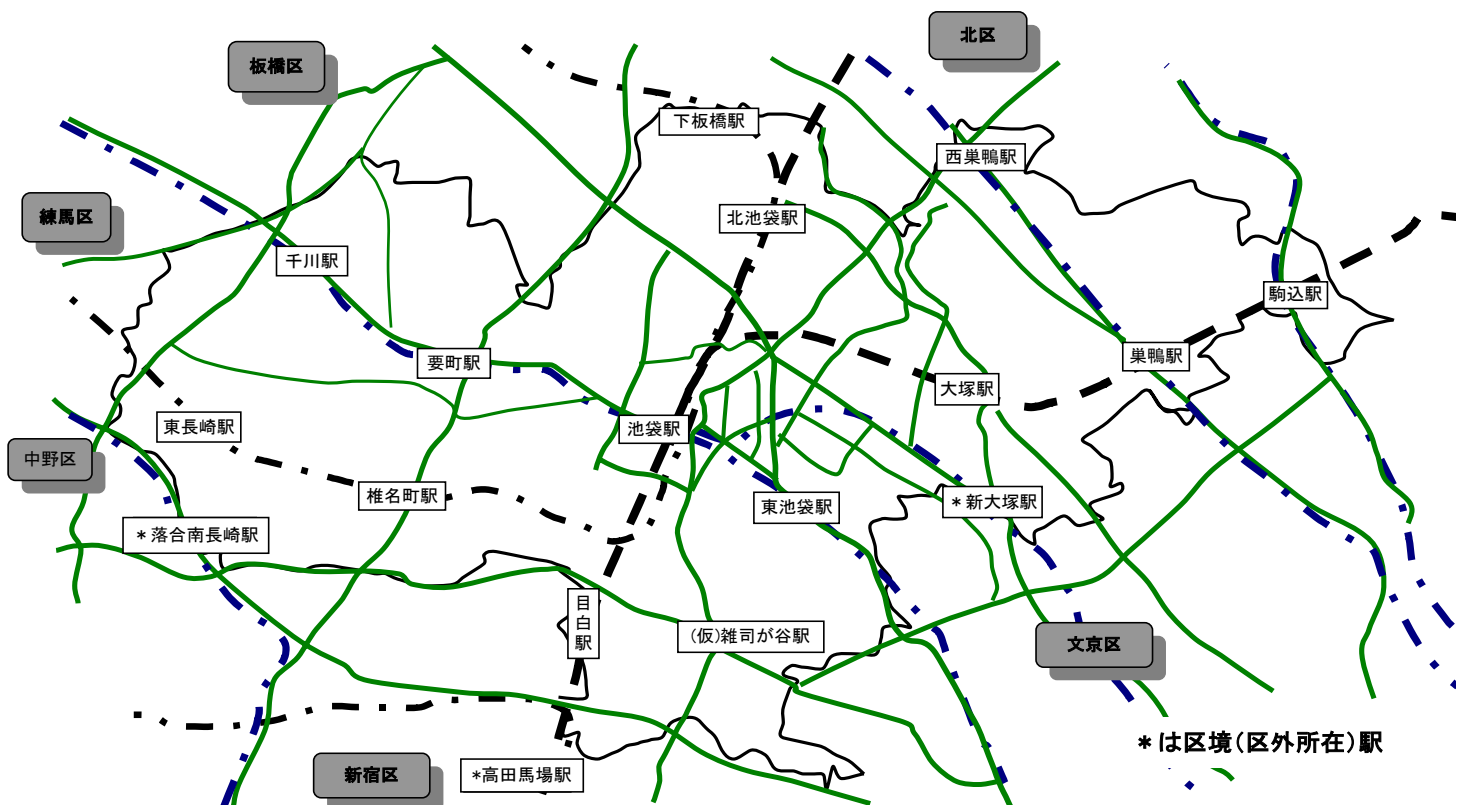 北区
板橋区
下板橋駅
西巣鴨駅
練馬区
北池袋駅
千川駅
駒込駅
要町駅
巣鴨駅
大塚駅
東長崎駅
池袋駅
中野区
椎名町駅
東池袋駅
*新大塚駅
*落合南長崎駅
目白駅
(仮)雑司が谷駅
文京区
*は区境(区外所在)駅
新宿区
*高田馬場駅